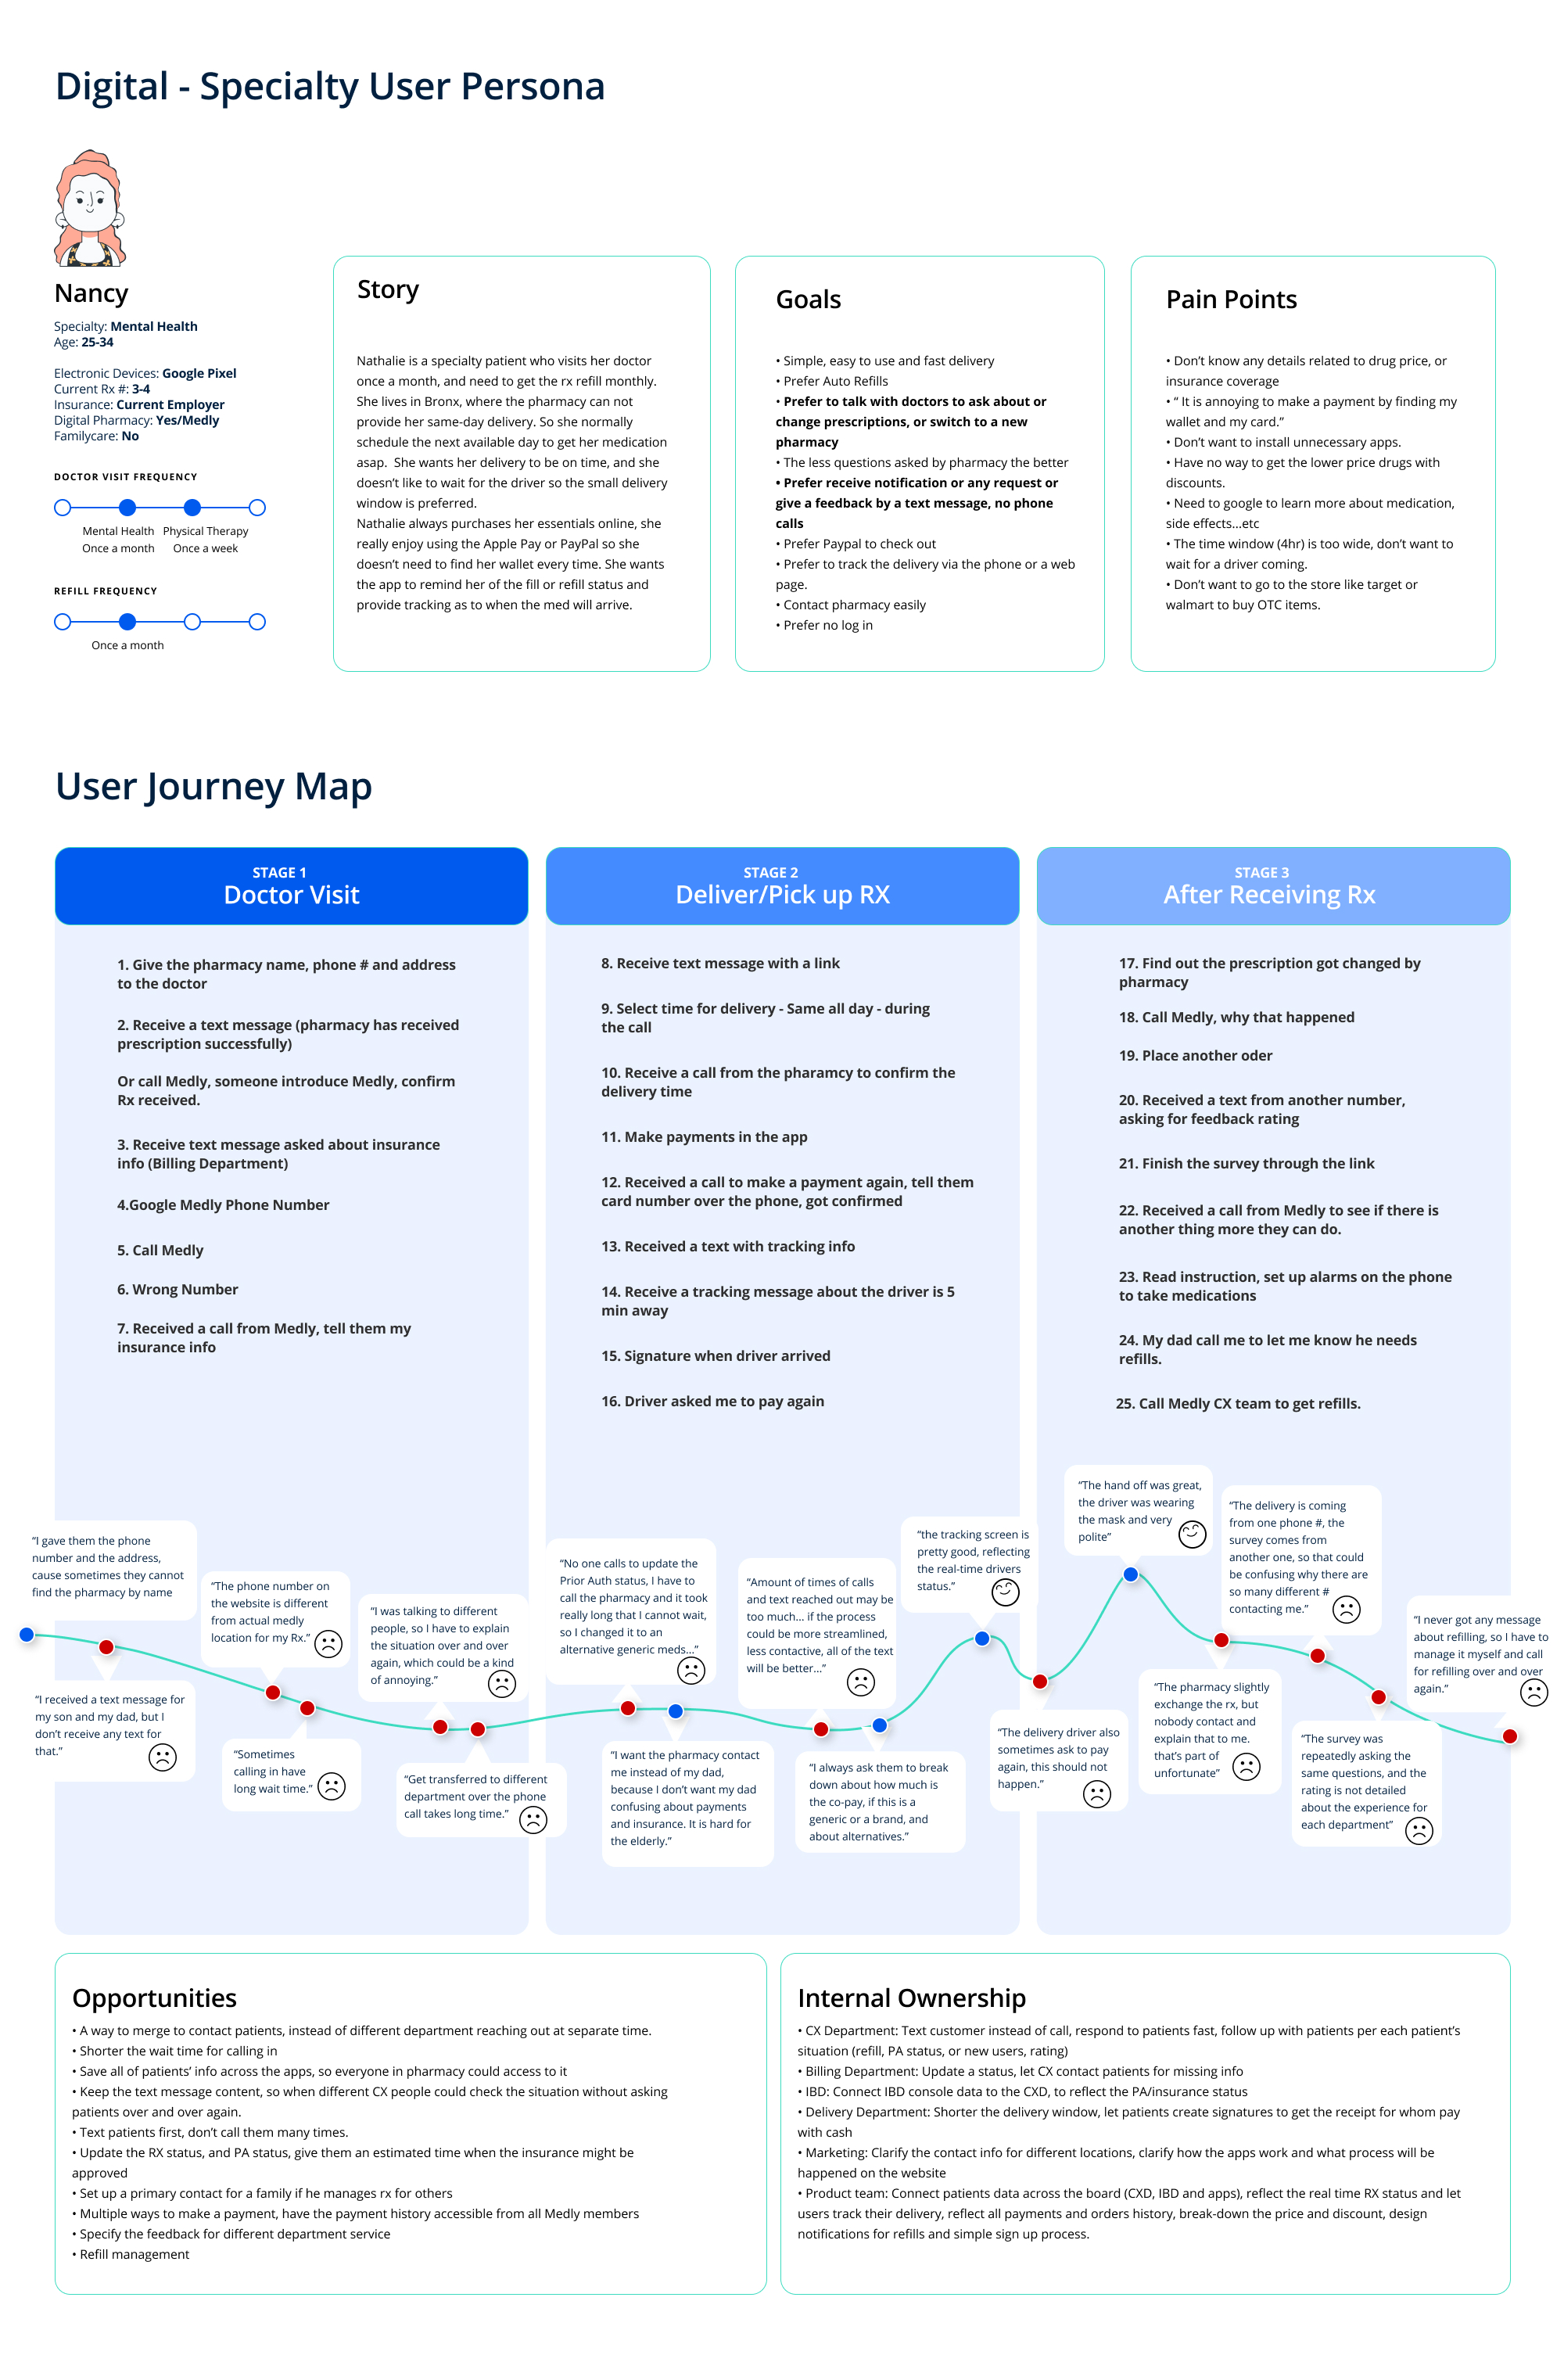 Digital - Specialty User Persona
Nancy
Specialty: Mental Health
Age: 25-34
Electronic Devices: Google Pixel
Current Rx #: 3-4
Insurance: Current Employer
Digital Pharmacy: Yes/Medly
Familycare: No
DOCTOR VISIT FREQUENCY
Mental Health
Once a month
Physical Therapy
Once a week
REFILL FREQUENCY
Once a month
Story
Nathalie is a specialty patient who visits her doctor
once a month, and need to get the rx refill monthly.
She lives in Bronx, where the pharmacy can not
provide her same-day delivery. So she normally
schedule the next available day to get her medication
asap.  She wants her delivery to be on time, and she
doesn’t like to wait for the driver so the small delivery
window is preferred.
Nathalie always purchases her essentials online, she
really enjoy using the Apple Pay or PayPal so she
doesn’t need to find her wallet every time. She wants
the app to remind her of the fill or refill status and
provide tracking as to when the med will arrive.
Goals
• Simple, easy to use and fast delivery
• Prefer Auto Refills
• Prefer to talk with doctors to ask about or
change prescriptions, or switch to a new
pharmacy
• The less questions asked by pharmacy the better
• Prefer receive notification or any request or
give a feedback by a text message, no phone
calls
• Prefer Paypal to check out
• Prefer to track the delivery via the phone or a web
page.
• Contact pharmacy easily
• Prefer no log in
Pain Points
• Don’t know any details related to drug price, or
insurance coverage
• “ It is annoying to make a payment by finding my
wallet and my card.”
• Don’t want to install unnecessary apps.
• Have no way to get the lower price drugs with
discounts.
• Need to google to learn more about medication,
side effects...etc
• The time window (4hr) is too wide, don’t want to
wait for a driver coming.
• Don’t want to go to the store like target or
walmart to buy OTC items.
User Journey Map
STAGE 1
Doctor Visit
1. Give the pharmacy name, phone # and address
to the doctor
2. Receive a text message (pharmacy has received
prescription successfully)
Or call Medly, someone introduce Medly, confirm
Rx received.
3. Receive text message asked about insurance
info (Billing Department)
4.Google Medly Phone Number
5. Call Medly
6. Wrong Number
7. Received a call from Medly, tell them my
insurance info
STAGE 2
Deliver/Pick up RX
8. Receive text message with a link
9. Select time for delivery - Same all day - during
the call
10. Receive a call from the pharamcy to confirm the
delivery time
11. Make payments in the app
12. Received a call to make a payment again, tell them
card number over the phone, got confirmed
13. Received a text with tracking info
14. Receive a tracking message about the driver is 5
min away
15. Signature when driver arrived
16. Driver asked me to pay again
STAGE 3
After Receiving Rx
17. Find out the prescription got changed by
pharmacy
18. Call Medly, why that happened
19. Place another oder
20. Received a text from another number,
asking for feedback rating
21. Finish the survey through the link
22. Received a call from Medly to see if there is
another thing more they can do.
23. Read instruction, set up alarms on the phone
to take medications
24. My dad call me to let me know he needs
refills.
25. Call Medly CX team to get refills.
“I gave them the phone
number and the address,
cause sometimes they cannot
find the pharmacy by name
“I received a text message for
my son and my dad, but I
don’t receive any text for
that.”
“The phone number on
the website is different
from actual medly
location for my Rx.”
“Sometimes
calling in have
long wait time.”
“I was talking to different
people, so I have to explain
the situation over and over
again, which could be a kind
of annoying.”
“Get transferred to different
department over the phone
call takes long time.”
“No one calls to update the
Prior Auth status, I have to
call the pharmacy and it took
really long that I cannot wait,
so I changed it to an
alternative generic meds...”
“I want the pharmacy contact
me instead of my dad,
because I don’t want my dad
confusing about payments
and insurance. It is hard for
the elderly.”
“Amount of times of calls
and text reached out may be
too much... if the process
could be more streamlined,
less contactive, all of the text
will be better...”
“I always ask them to break
down about how much is
the co-pay, if this is a
generic or a brand, and
about alternatives.”
“the tracking screen is
pretty good, reflecting
the real-time drivers
status.”
“The delivery driver also
sometimes ask to pay
again, this should not
happen.”
“The hand off was great,
the driver was wearing
the mask and very
polite”
“The pharmacy slightly
exchange the rx, but
nobody contact and
explain that to me.
that’s part of
unfortunate”
“The delivery is coming
from one phone #, the
survey comes from
another one, so that could
be confusing why there are
so many different #
contacting me.”
“The survey was
repeatedly asking the
same questions, and the
rating is not detailed
about the experience for
each department”
“I never got any message
about refilling, so I have to
manage it myself and call
for refilling over and over
again.”
Opportunities
• A way to merge to contact patients, instead of different department reaching out at separate time.
• Shorter the wait time for calling in
• Save all of patients’ info across the apps, so everyone in pharmacy could access to it
• Keep the text message content, so when different CX people could check the situation without asking
patients over and over again.
• Text patients first, don’t call them many times.
• Update the RX status, and PA status, give them an estimated time when the insurance might be
approved
• Set up a primary contact for a family if he manages rx for others
• Multiple ways to make a payment, have the payment history accessible from all Medly members
• Specify the feedback for different department service
• Refill management
Internal Ownership
• CX Department: Text customer instead of call, respond to patients fast, follow up with patients per each patient’s
situation (refill, PA status, or new users, rating)
• Billing Department: Update a status, let CX contact patients for missing info
• IBD: Connect IBD console data to the CXD, to reflect the PA/insurance status
• Delivery Department: Shorter the delivery window, let patients create signatures to get the receipt for whom pay
with cash
• Marketing: Clarify the contact info for different locations, clarify how the apps work and what process will be
happened on the website
• Product team: Connect patients data across the board (CXD, IBD and apps), reflect the real time RX status and let
users track their delivery, reflect all payments and orders history, break-down the price and discount, design
notifications for refills and simple sign up process.